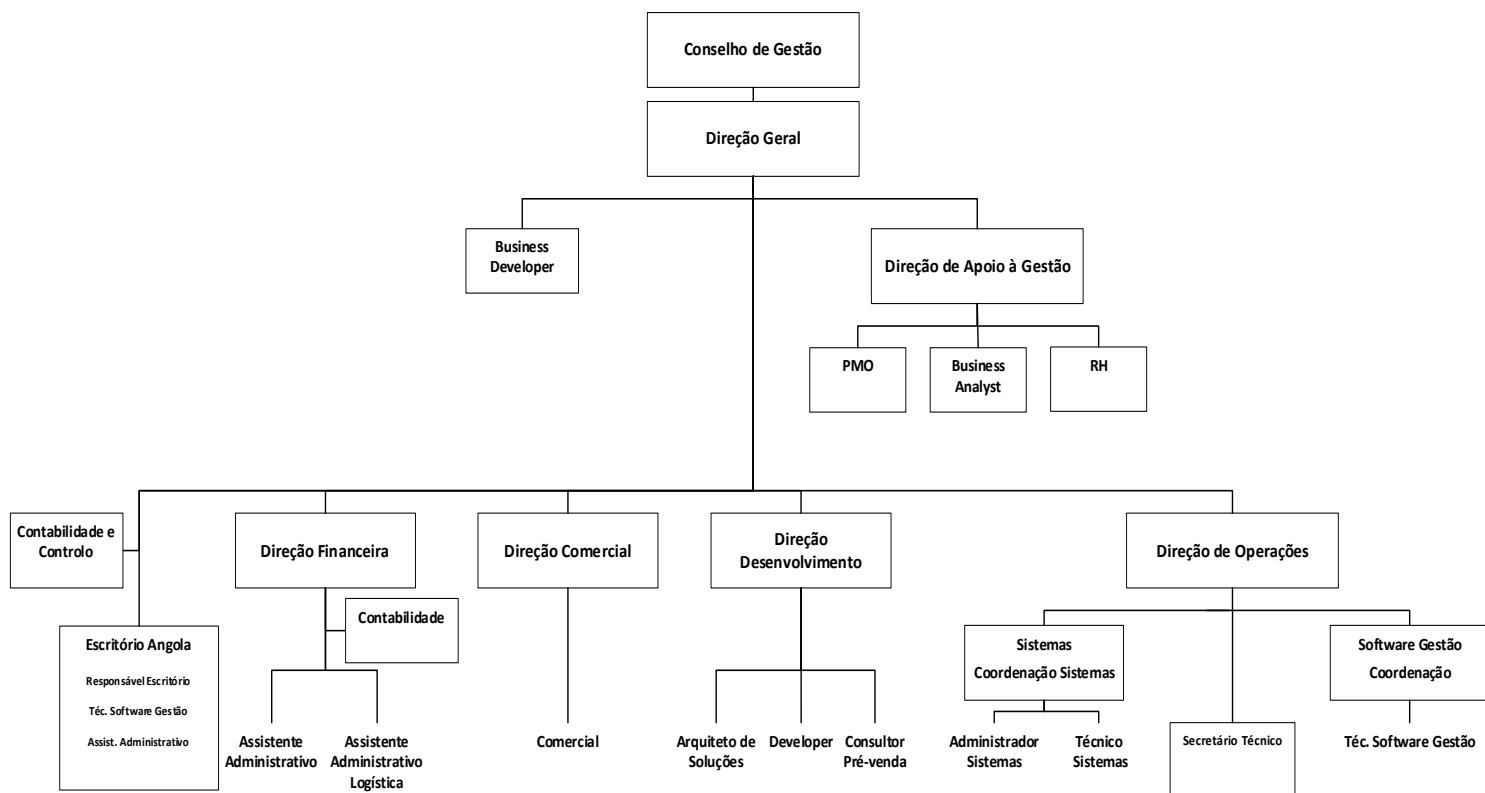 Conselho de Gestão
Direção Geral
Business
Developer
Direção de Apoio à Gestão
PMO
Business
Analyst
RH
Contabilidade e
Controlo
Direção Financeira
Direção Comercial
Direção
Desenvolvimento
Direção de Operações
Contabilidade
Escritório Angola
Responsável Escritório
Téc. Software Gestão
Assist. Administrativo
Sistemas
Coordenação Sistemas
Software Gestão
Coordenação
Assistente
Administrativo
Assistente
Administrativo
Logística
Comercial
Arquiteto de
Soluções
Developer
Consultor
Pré-venda
Administrador
Sistemas
Técnico
Sistemas
Secretário Técnico
Téc. Software Gestão